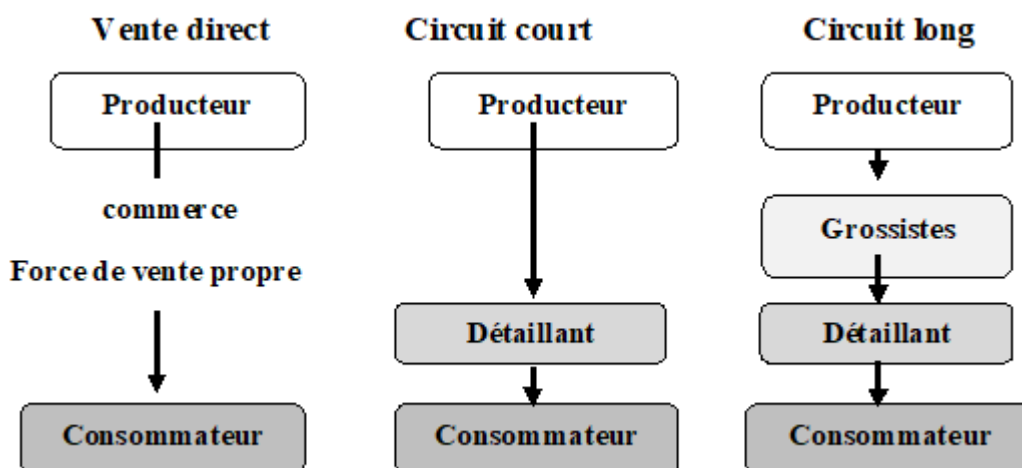 Vente direct
Producteur
commerce
Force de vente propre
Consommateur
Circuit court
Producteur
Détaillant
Consommateur
Circuit long
Producteur
Grossistes
Détaillant
Consommateur